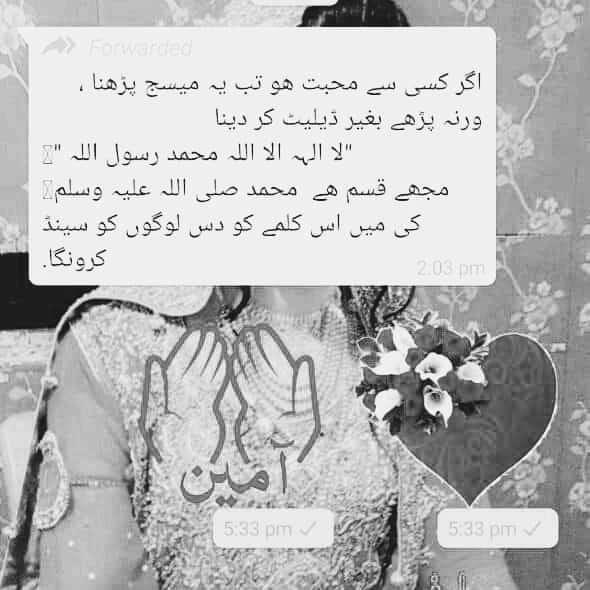 Forwarded
اگر کسی سے محبت هو تب یہ میسج پڑھنا ،
ورنہ پڑھے بغیر ڈیلیٹ کر دینا
"لا الہ الا اللہ محمد رسول اللہ "
مجھے قسم هے محمد صلی اللہ علیہ وسلم
کی میں اس کلمے کو دس لوگوں کو سینڈ
کرونگا.
2:03 pm
آمین
5:33 pm
5:33 pm